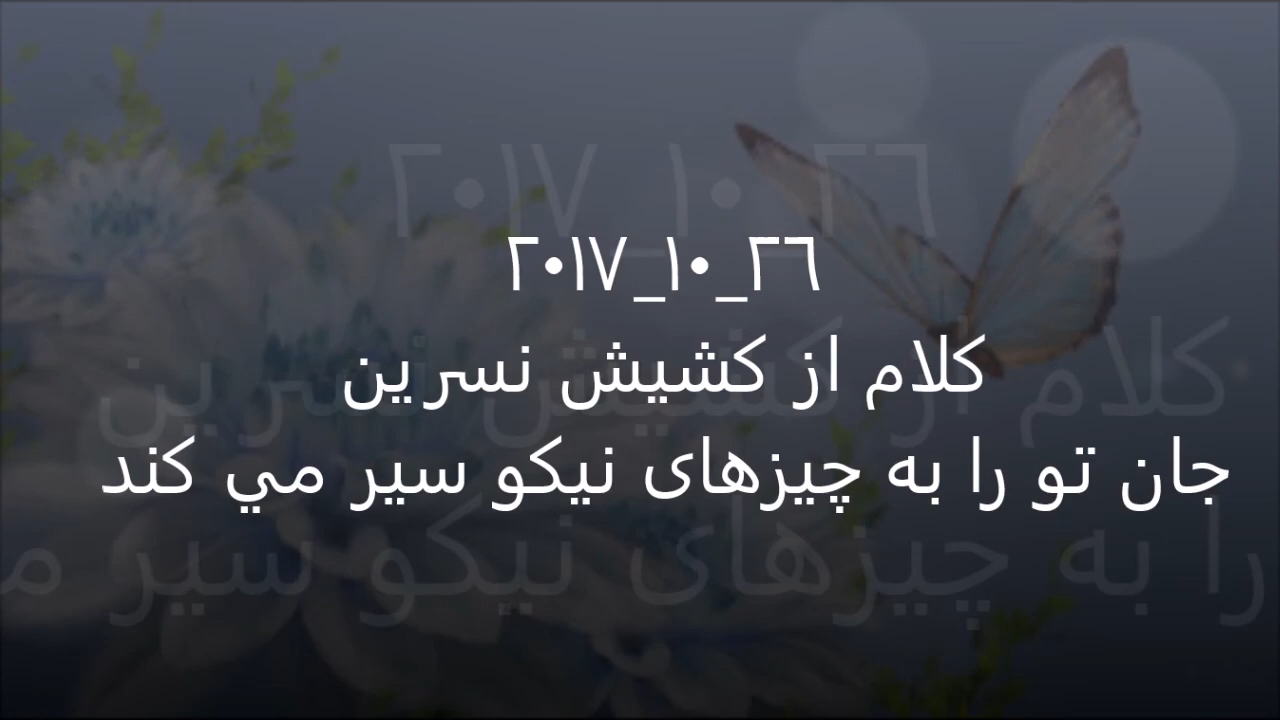 ٢٠١٧_١٠_٢٦
کلام از کشیش نسرین
جان تو را به چیزهای نیکو سیر مي کند